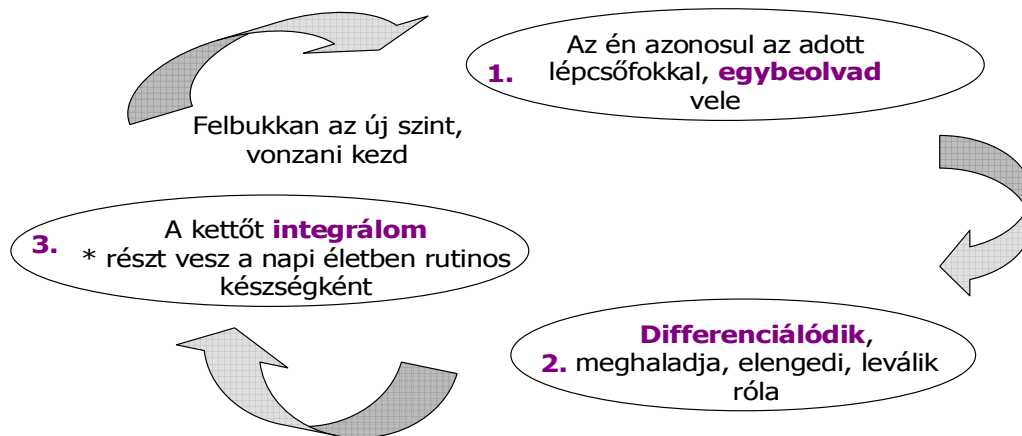 Az én azonosul az adott
1. lépcsőfokkal, egybeolvad
vele
Differenciálódik,
2. meghaladja, elengedi, leválik
róla
A kettőt integrálom
3. * részt vesz a napi életben rutinos
készségként
Felbukkan az új szint,
vonzani kezd